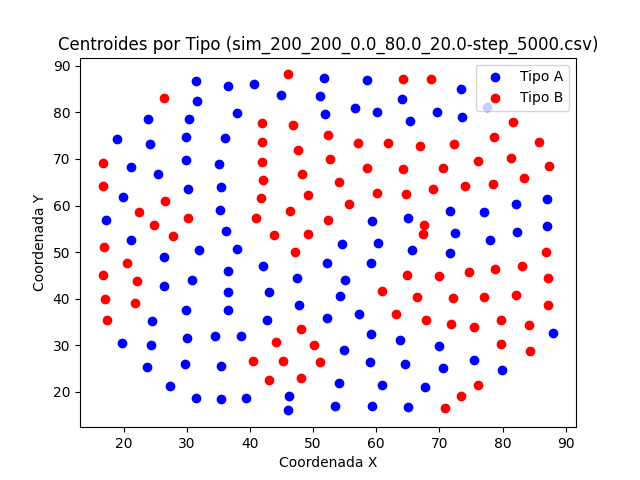 Centroides por Tipo (sim_200_200_0.0_80.0_20.0-step_5000.csv)
Tipo A
Tipo B
90
80
70
60
50
40
30
20
Coordenada Y
20 30 40 50 60 70 80 90
Coordenada X